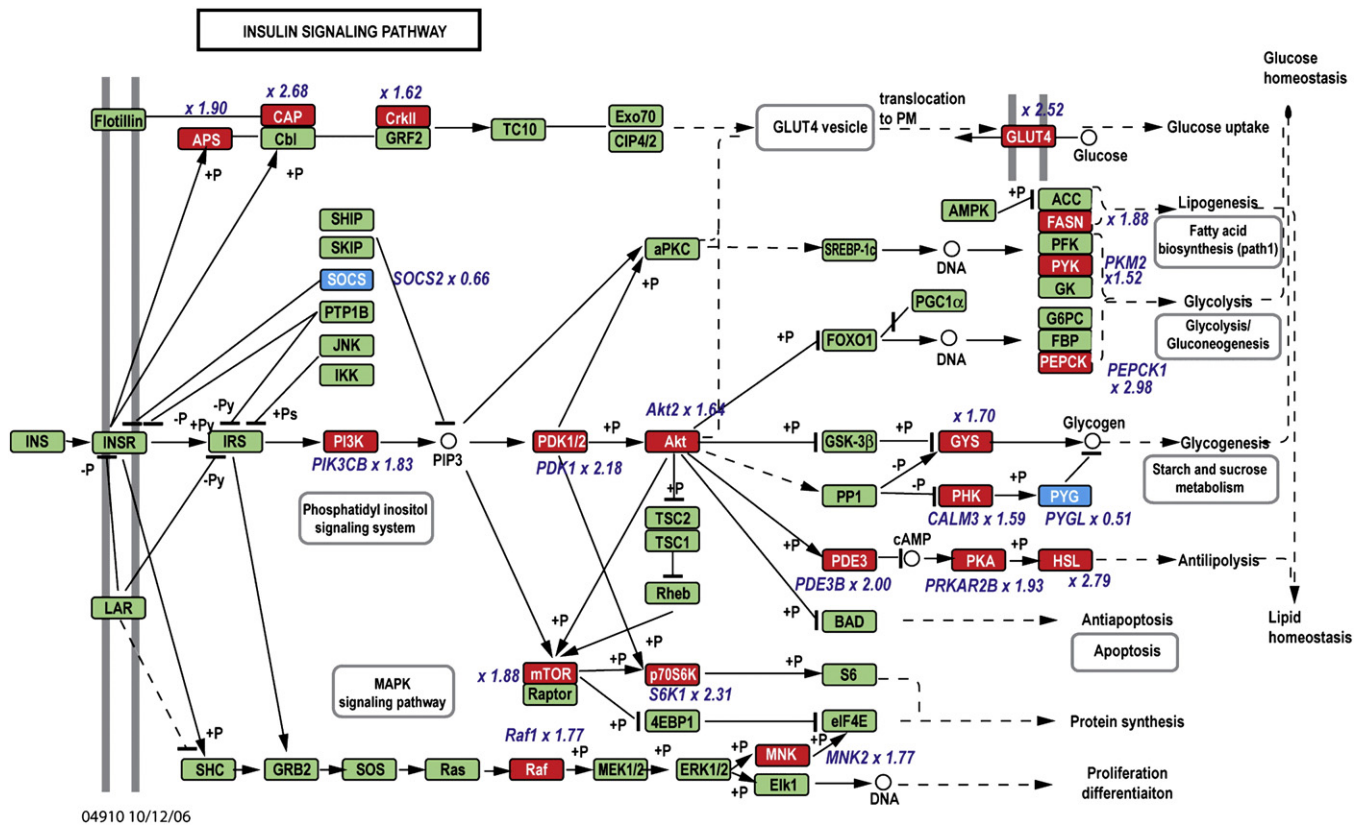 INSULIN SIGNALING PATHWAY
Glucose
homeostasis
x 1.90
x 2.68
x 1.62
x 2.52
Flotillin
CAP
CrkII
APS
Cbl
GRF2
TC10
Exo70
CIP4/2
GLUT4 vesicle
translocation
to PM
GLUT4
Glucose
Glucose uptake
+P
+P
SHIP
SKIP
SOCS
SOCS2 x 0.66
PTP1B
JNK
IKK
aPKC
+P
SREBP-1c
DNA
AMPK
+P
ACC
FASN
x 1.88
PFK
PYK
PKM2
x1.52
GK
Lipogenesis
Fatty acid
biosynthesis (path1)
Glycolysis
Glycolysis/
Gluconeogenesis
PGC1α
+P
FOXO1
DNA
G6PC
FBP
PEPCK
PEPCK1
x 2.98
-P
+Py
-Py
+Ps
INS
INSR
IRS
PI3K
PIK3CB x 1.83
PIP3
PDK1/2
PDK1 x 2.18
+P
Akt2 x 1.64
Akt
+P
GSK-3β
+P
x 1.70
GYS
Glycogen
Glycogenesis
Starch and sucrose
metabolism
-P
-Py
Phosphatidyl inositol
signaling system
PP1
-P
-P
PHK
+P
PYG
CALM3 x 1.59
PYGL x 0.51
+P
TSC2
TSC1
Rheb
+P
PDE3
PDE3B x 2.00
cAMP
+P
PKA
+P
HSL
PRKAR2B x 1.93
x 2.79
Antilipolysis
LAR
+P
BAD
Antiapoptosis
Apoptosis
Lipid
homeostasis
MAPK
signaling pathway
+P
x 1.88
mTOR
Raptor
+P
+P
p70S6K
S6K1 x 2.31
+P
S6
+P
4EBP1
eIF4E
Protein synthesis
+P
SHC
GRB2
SOS
Ras
Raf1 x 1.77
Raf
+P
MEK1/2
+P
ERK1/2
+P
MNK
+P
MNK2 x 1.77
+P
Elk1
DNA
Proliferation
differentiaiton
04910 10/12/06